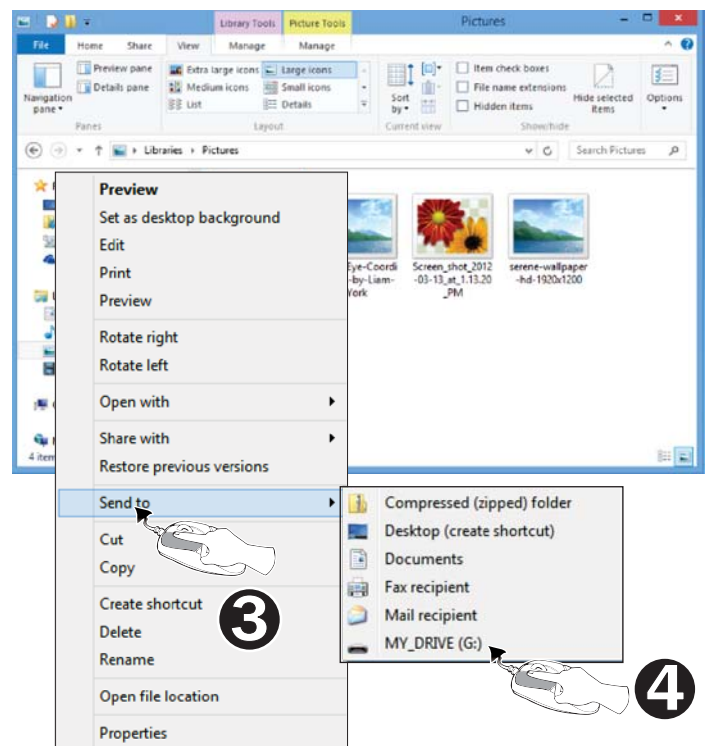 Library Tools Picture Tools Pictures
File Home Share View Manage Manage
Navigation pane
Preview pane
Details pane
Panes
Extra large icons Large icons
Medium icons Small icons
List Details
Layout
Sort by
Current view
Item check boxes
File name extensions
Hidden items
Hide selected items
Show/hide
Options
Libraries Pictures
Search Pictures
Preview
Set as desktop background
Edit
Print
Preview
Rotate right
Rotate left
Open with
Share with
Restore previous versions
Send to
Cut
Copy
Create shortcut
Delete
Rename
Open file location
Properties
Eye-Coordi
-by-Liam-
York
Screen_shot_2012
-03-13_at_1.13.20
_PM
serene-wallpaper
-hd-1920x1200
Compressed (zipped) folder
Desktop (create shortcut)
Documents
Fax recipient
Mail recipient
MY_DRIVE (G:)
3
4